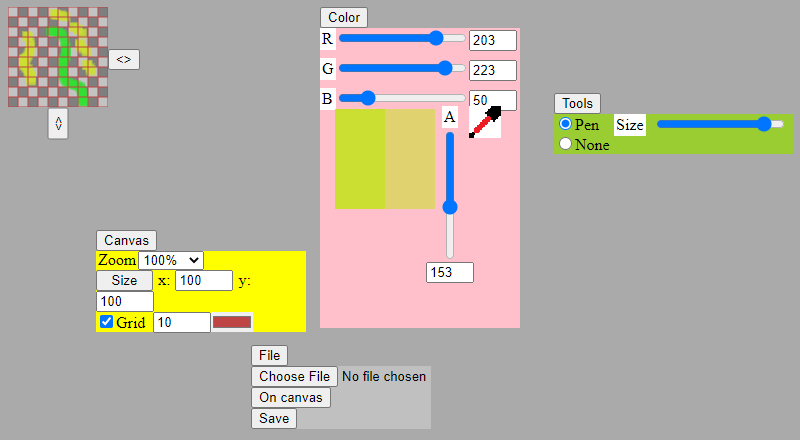 <>
<>
Color
R 203
G 223
B 50
A
153
Tools
Pen Size
None
Canvas
Zoom 100%
Size x: 100 y:
100
Grid 10
File
Choose File No file chosen
On canvas
Save